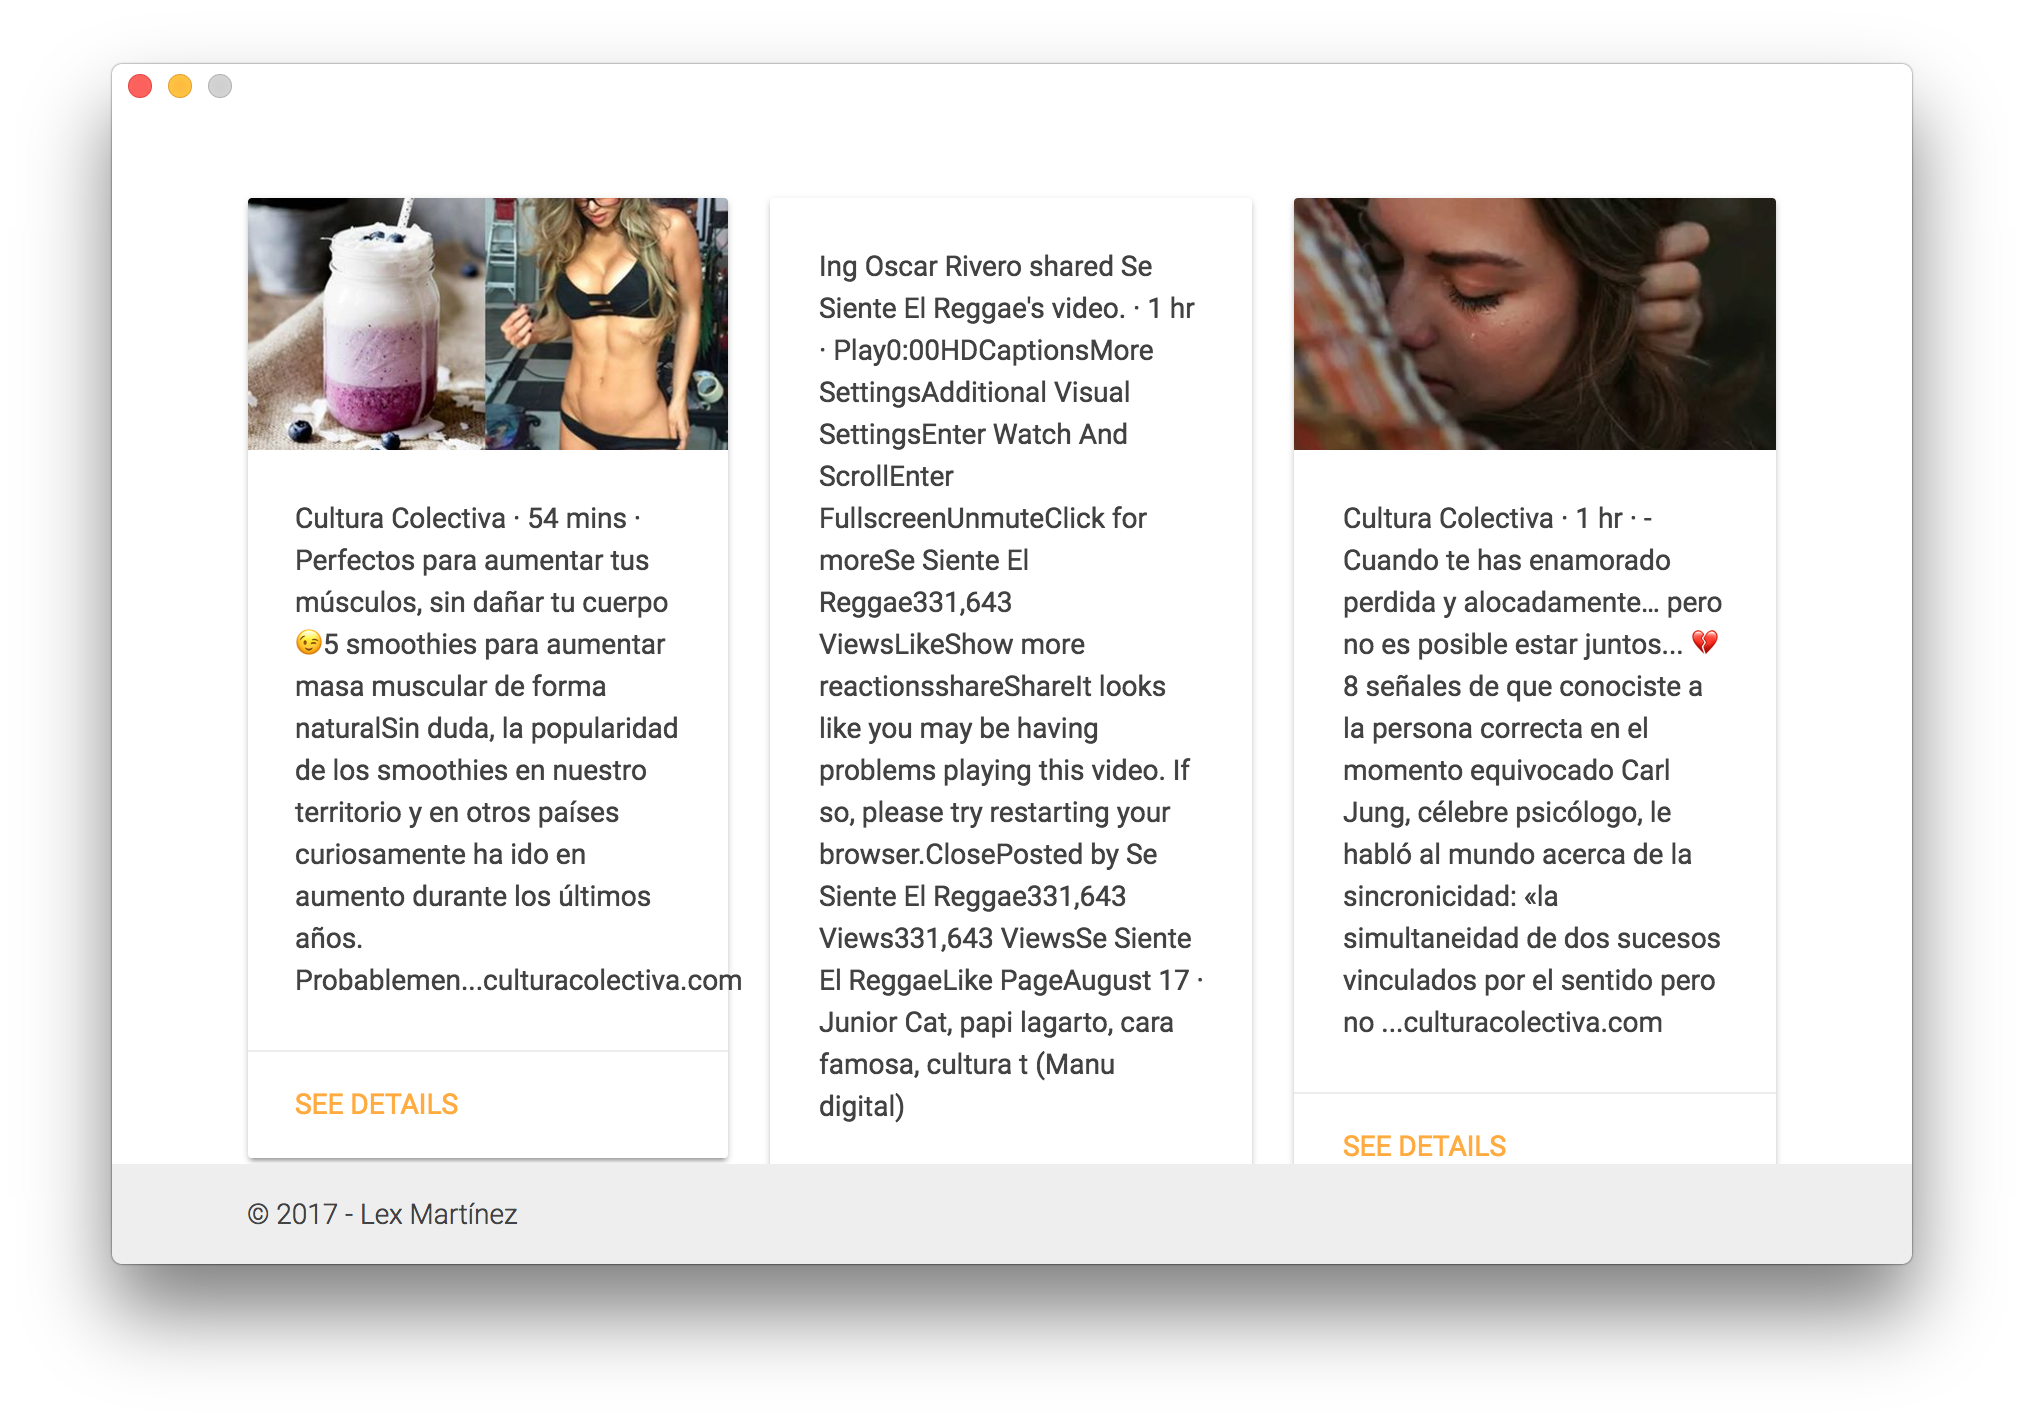 Cultura Colectiva · 54 mins ·
Perfectos para aumentar tus
músculos, sin dañar tu cuerpo
😉5 smoothies para aumentar
masa muscular de forma
naturalSin duda, la popularidad
de los smoothies en nuestro
territorio y en otros países
curiosamente ha ido en
aumento durante los últimos
años.
Probablemen...culturacolectiva.com
SEE DETAILS
Ing Oscar Rivero shared Se
Siente El Reggae's video. · 1 hr
· Play0:00HDCaptionsMore
SettingsAdditional Visual
SettingsEnter Watch And
ScrollEnter
FullscreenUnmuteClick for
moreSe Siente El
Reggae331,643
ViewsLikeShow more
reactionsshareShareIt looks
like you may be having
problems playing this video. If
so, please try restarting your
browser.ClosePosted by Se
Siente El Reggae331,643
Views331,643 ViewsSe Siente
El ReggaeLike PageAugust 17 ·
Junior Cat, papi lagarto, cara
famosa, cultura t (Manu
digital)
Cultura Colectiva · 1 hr · -
Cuando te has enamorado
perdida y alocadamente... pero
no es posible estar juntos... 💔
8 señales de que conociste a
la persona correcta en el
momento equivocado Carl
Jung, célebre psicólogo, le
habló al mundo acerca de la
sincronicidad: «la
simultaneidad de dos sucesos
vinculados por el sentido pero
no ...culturacolectiva.com
SEE DETAILS
© 2017 - Lex Martínez